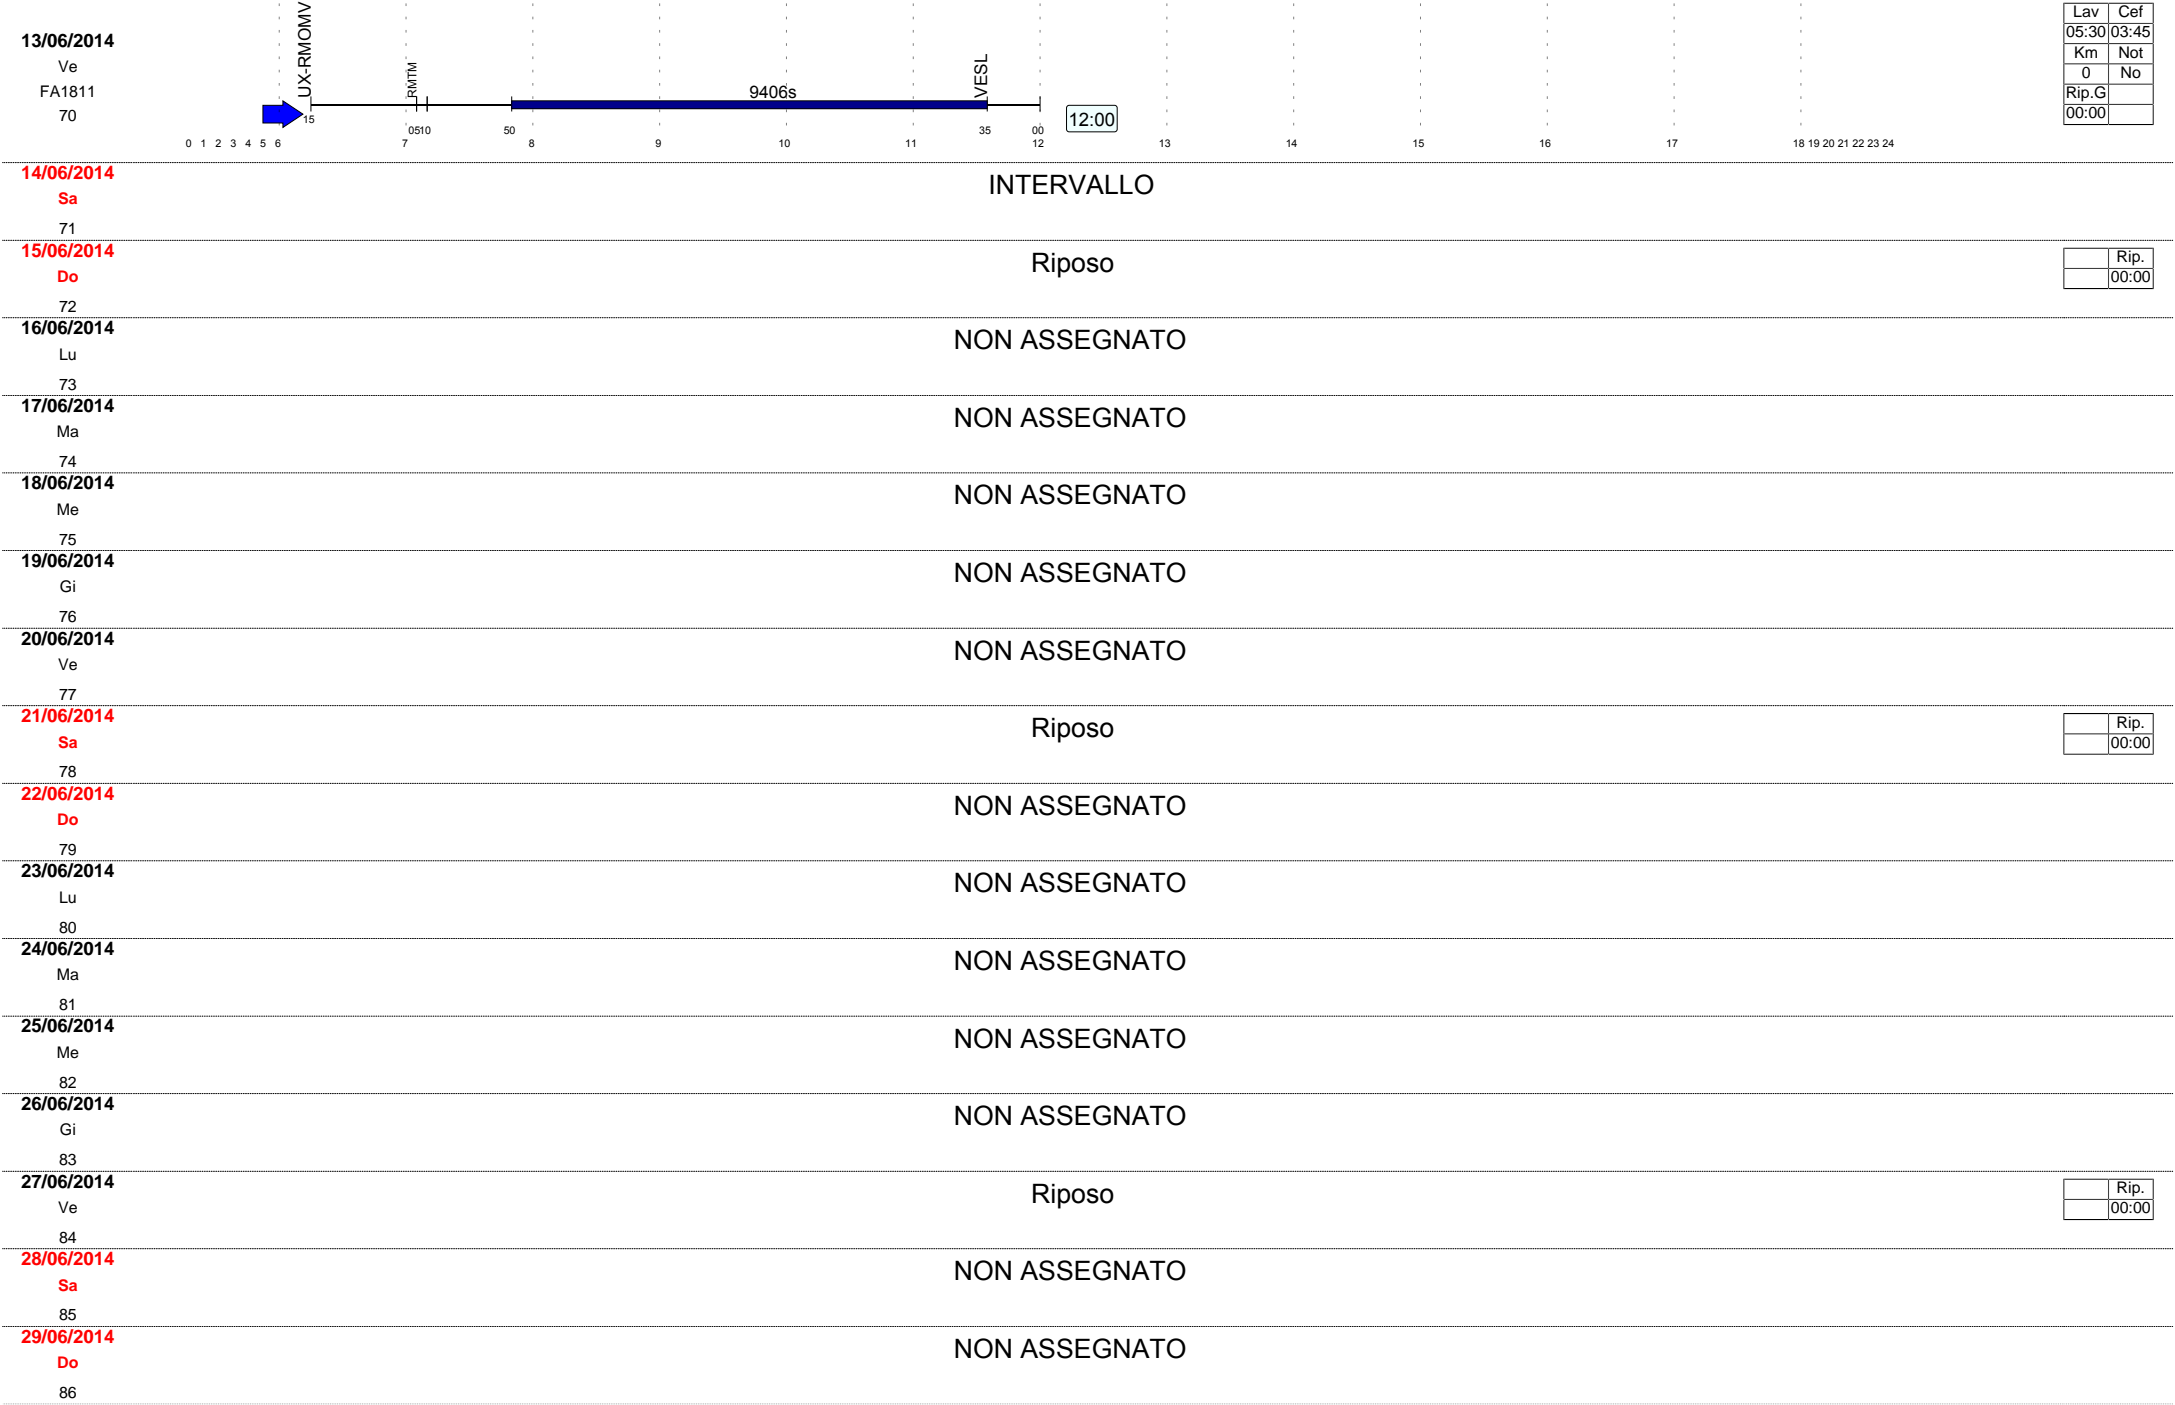 13/06/2014
Ve
FA1811
70
UX-RMOMV
RMTM
9406s
VESL
15
05 10
50
35
00
12:00
0 1 2 3 4 5 6 7 8 9 10 11 12 13 14 15 16 17 18 19 20 21 22 23 24
Lav Cef
05:30 03:45
Km Not
0 No
Rip.G
00:00
14/06/2014
Sa
71
INTERVALLO
15/06/2014
Do
72
Riposo
Rip.
00:00
16/06/2014
Lu
73
NON ASSEGNATO
17/06/2014
Ma
74
NON ASSEGNATO
18/06/2014
Me
75
NON ASSEGNATO
19/06/2014
Gi
76
NON ASSEGNATO
20/06/2014
Ve
77
NON ASSEGNATO
21/06/2014
Sa
78
Riposo
Rip.
00:00
22/06/2014
Do
79
NON ASSEGNATO
23/06/2014
Lu
80
NON ASSEGNATO
24/06/2014
Ma
81
NON ASSEGNATO
25/06/2014
Me
82
NON ASSEGNATO
26/06/2014
Gi
83
NON ASSEGNATO
27/06/2014
Ve
84
Riposo
Rip.
00:00
28/06/2014
Sa
85
NON ASSEGNATO
29/06/2014
Do
86
NON ASSEGNATO